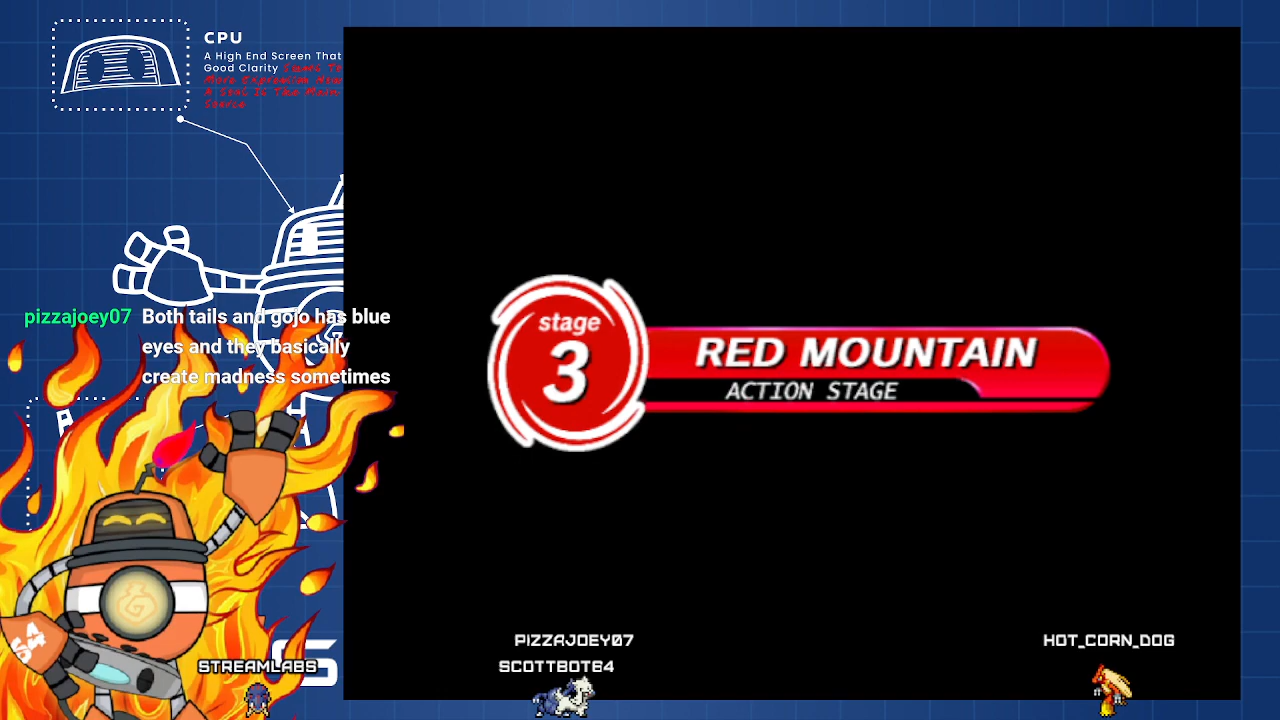 CPU
A High End Screen That
Good Clarity
pizzajoey07 Both tails and gojo has blue
eyes and they basically
create madness sometimes
stage
3
RED MOUNTAIN
ACTION STAGE
PIZZAJOEY07
HOT_CORN_DOG
SCOTTBOT64
STREAMLABS
S